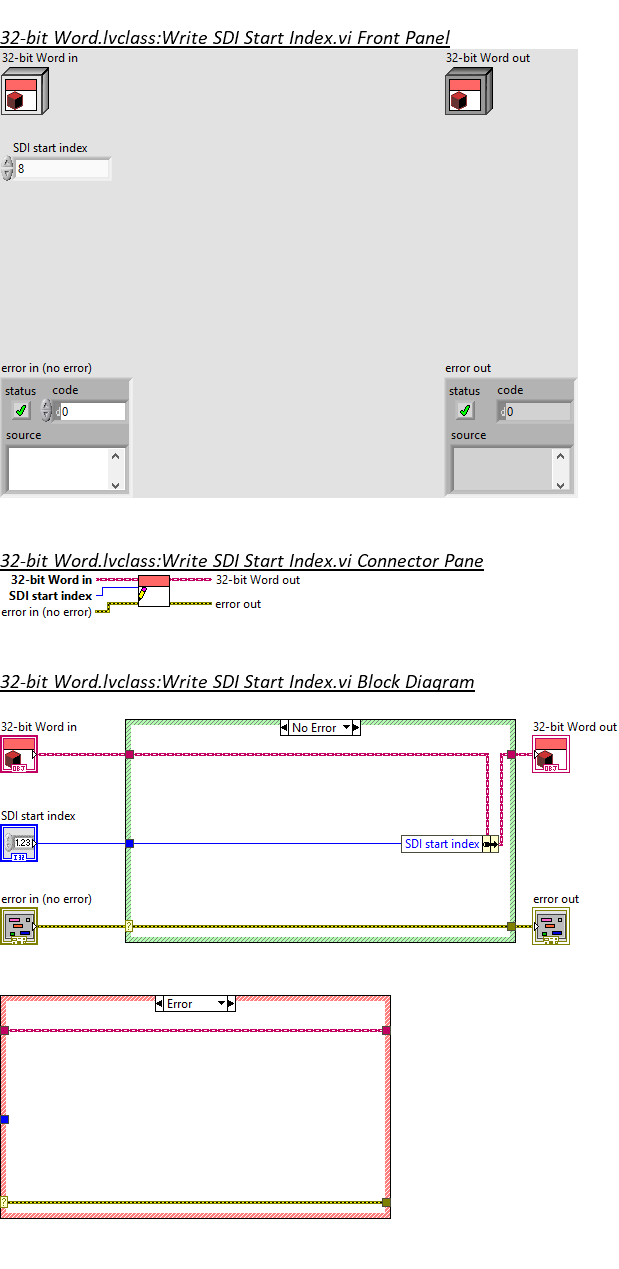 32-bit Word.lvclass:Write SDI Start Index.vi Front Panel
32-bit Word in
32-bit Word out
SDI start index
8
error in (no error)
error out
status code
d 0
source
status code
d 0
source
32-bit Word.lvclass:Write SDI Start Index.vi Connector Pane
32-bit Word in
32-bit Word out
SDI start index
error in (no error)
error out
32-bit Word.lvclass:Write SDI Start Index.vi Block Diagram
32-bit Word in
No Error
32-bit Word out
OBJ
OBJ
SDI start index
1.23
I32
SDI start index
error in (no error)
error out
?
Error
?